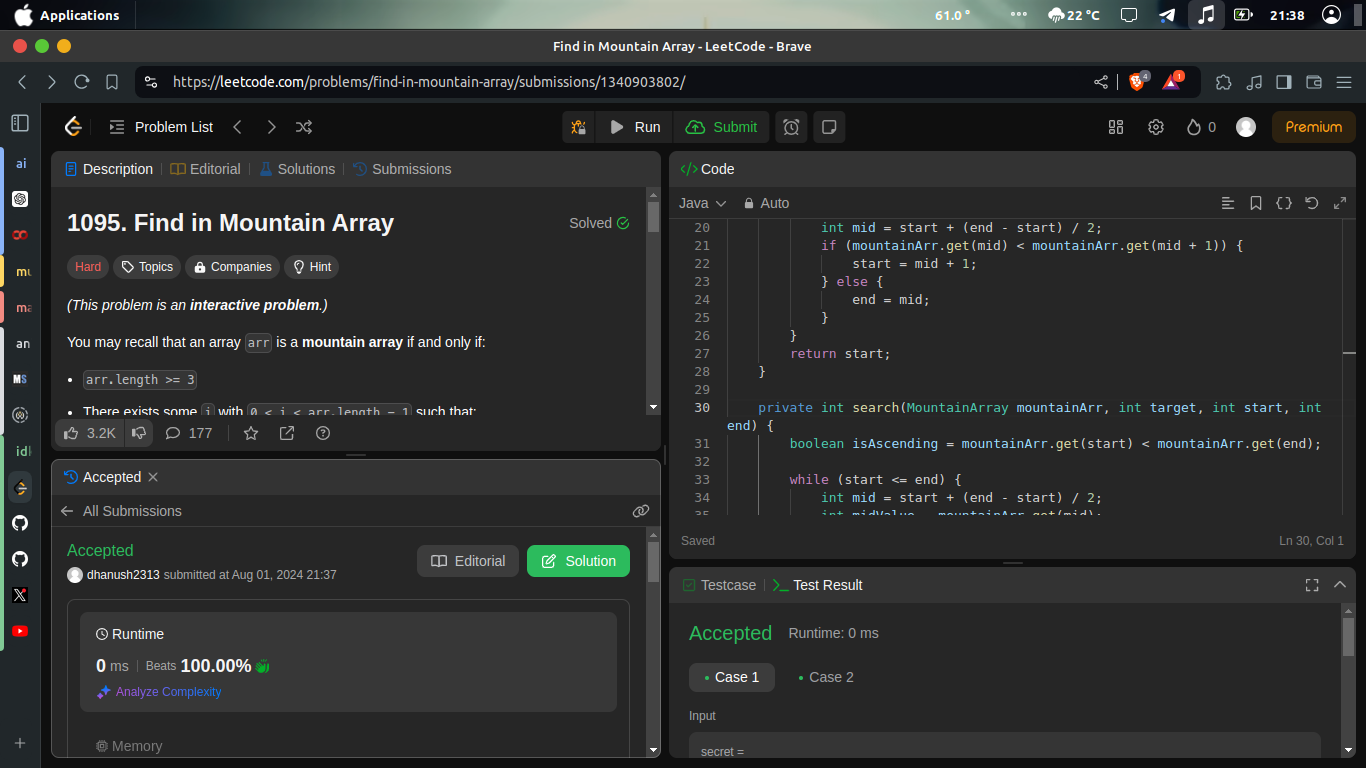 Applications
61.0 °
22 °C
21:38
Find in Mountain Array - LeetCode - Brave
https://leetcode.com/problems/find-in-mountain-array/submissions/1340903802/
4
1
Problem List
Run
Submit
0
Premium
ai
mu
ma
an
MS
idl
Description
Editorial
Solutions
Submissions
1095. Find in Mountain Array
Solved
Hard
Topics
Companies
Hint
(This problem is an interactive problem.)
You may recall that an array arr is a mountain array if and only if:
• arr.length >= 3
• There exists some i with 0 < i < arr.length - 1 such that:
3.2K
177
Accepted
All Submissions
Accepted
Editorial
Solution
dhanush2313 submitted at Aug 01, 2024 21:37
Runtime
0 ms
Beats 100.00%
Analyze Complexity
Memory
Code
Java
Auto
20 int mid = start + (end - start) / 2;
21 if (mountainArr.get(mid) < mountainArr.get(mid + 1)) {
22 start = mid + 1;
23 } else {
24 end = mid;
25 }
26 }
27 return start;
28 }
29
30 private int search(MountainArray mountainArr, int target, int start, int
end) {
31 boolean isAscending = mountainArr.get(start) < mountainArr.get(end);
32
33 while (start <= end) {
34 int mid = start + (end - start) / 2;
35 int midValue = mountainArr.get(mid);
Saved
Ln 30, Col 1
Testcase
Test Result
Accepted
Runtime: 0 ms
• Case 1
• Case 2
Input
secret =